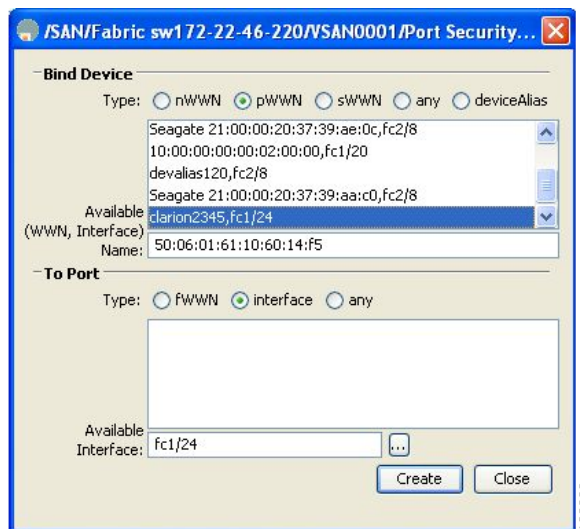 /SAN/Fabric sw172-22-46-220/VSAN0001/Port Security...
Bind Device
Type: nWWN pWWN sWWN any deviceAlias
Seagate 21:00:00:20:37:39:ae:0c,fc2/8
10:00:00:00:00:02:00:00,fc1/20
devalias120,fc2/8
Seagate 21:00:00:20:37:39:aa:c0,fc2/8
Available
clarion2345,fc1/24
(WWN, Interface)
Name: 50:06:01:61:10:60:14:f5
To Port
Type: fWWN interface any
Available
Interface: fc1/24 ...
Create Close